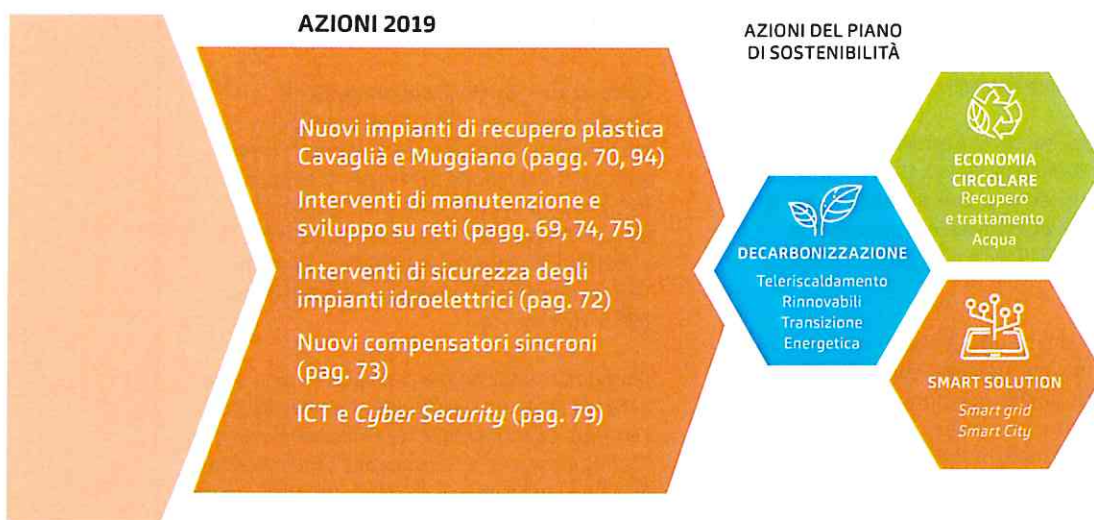 AZIONI 2019
Nuovi impianti di recupero plastica
Cavaglià e Muggiano (pagg. 70, 94)
Interventi di manutenzione e
sviluppo su reti (pagg. 69, 74, 75)
Interventi di sicurezza degli
impianti idroelettrici (pag. 72)
Nuovi compensatori sincroni
(pag. 73)
ICT e Cyber Security (pag. 79)
AZIONI DEL PIANO
DI SOSTENIBILITÀ
DECARBONIZZAZIONE
Teleriscaldamento
Rinnovabili
Transizione
Energetica
ECONOMIA
CIRCOLARE
Recupero
e trattamento
Acqua
SMART SOLUTION
Smart grid
Smart City